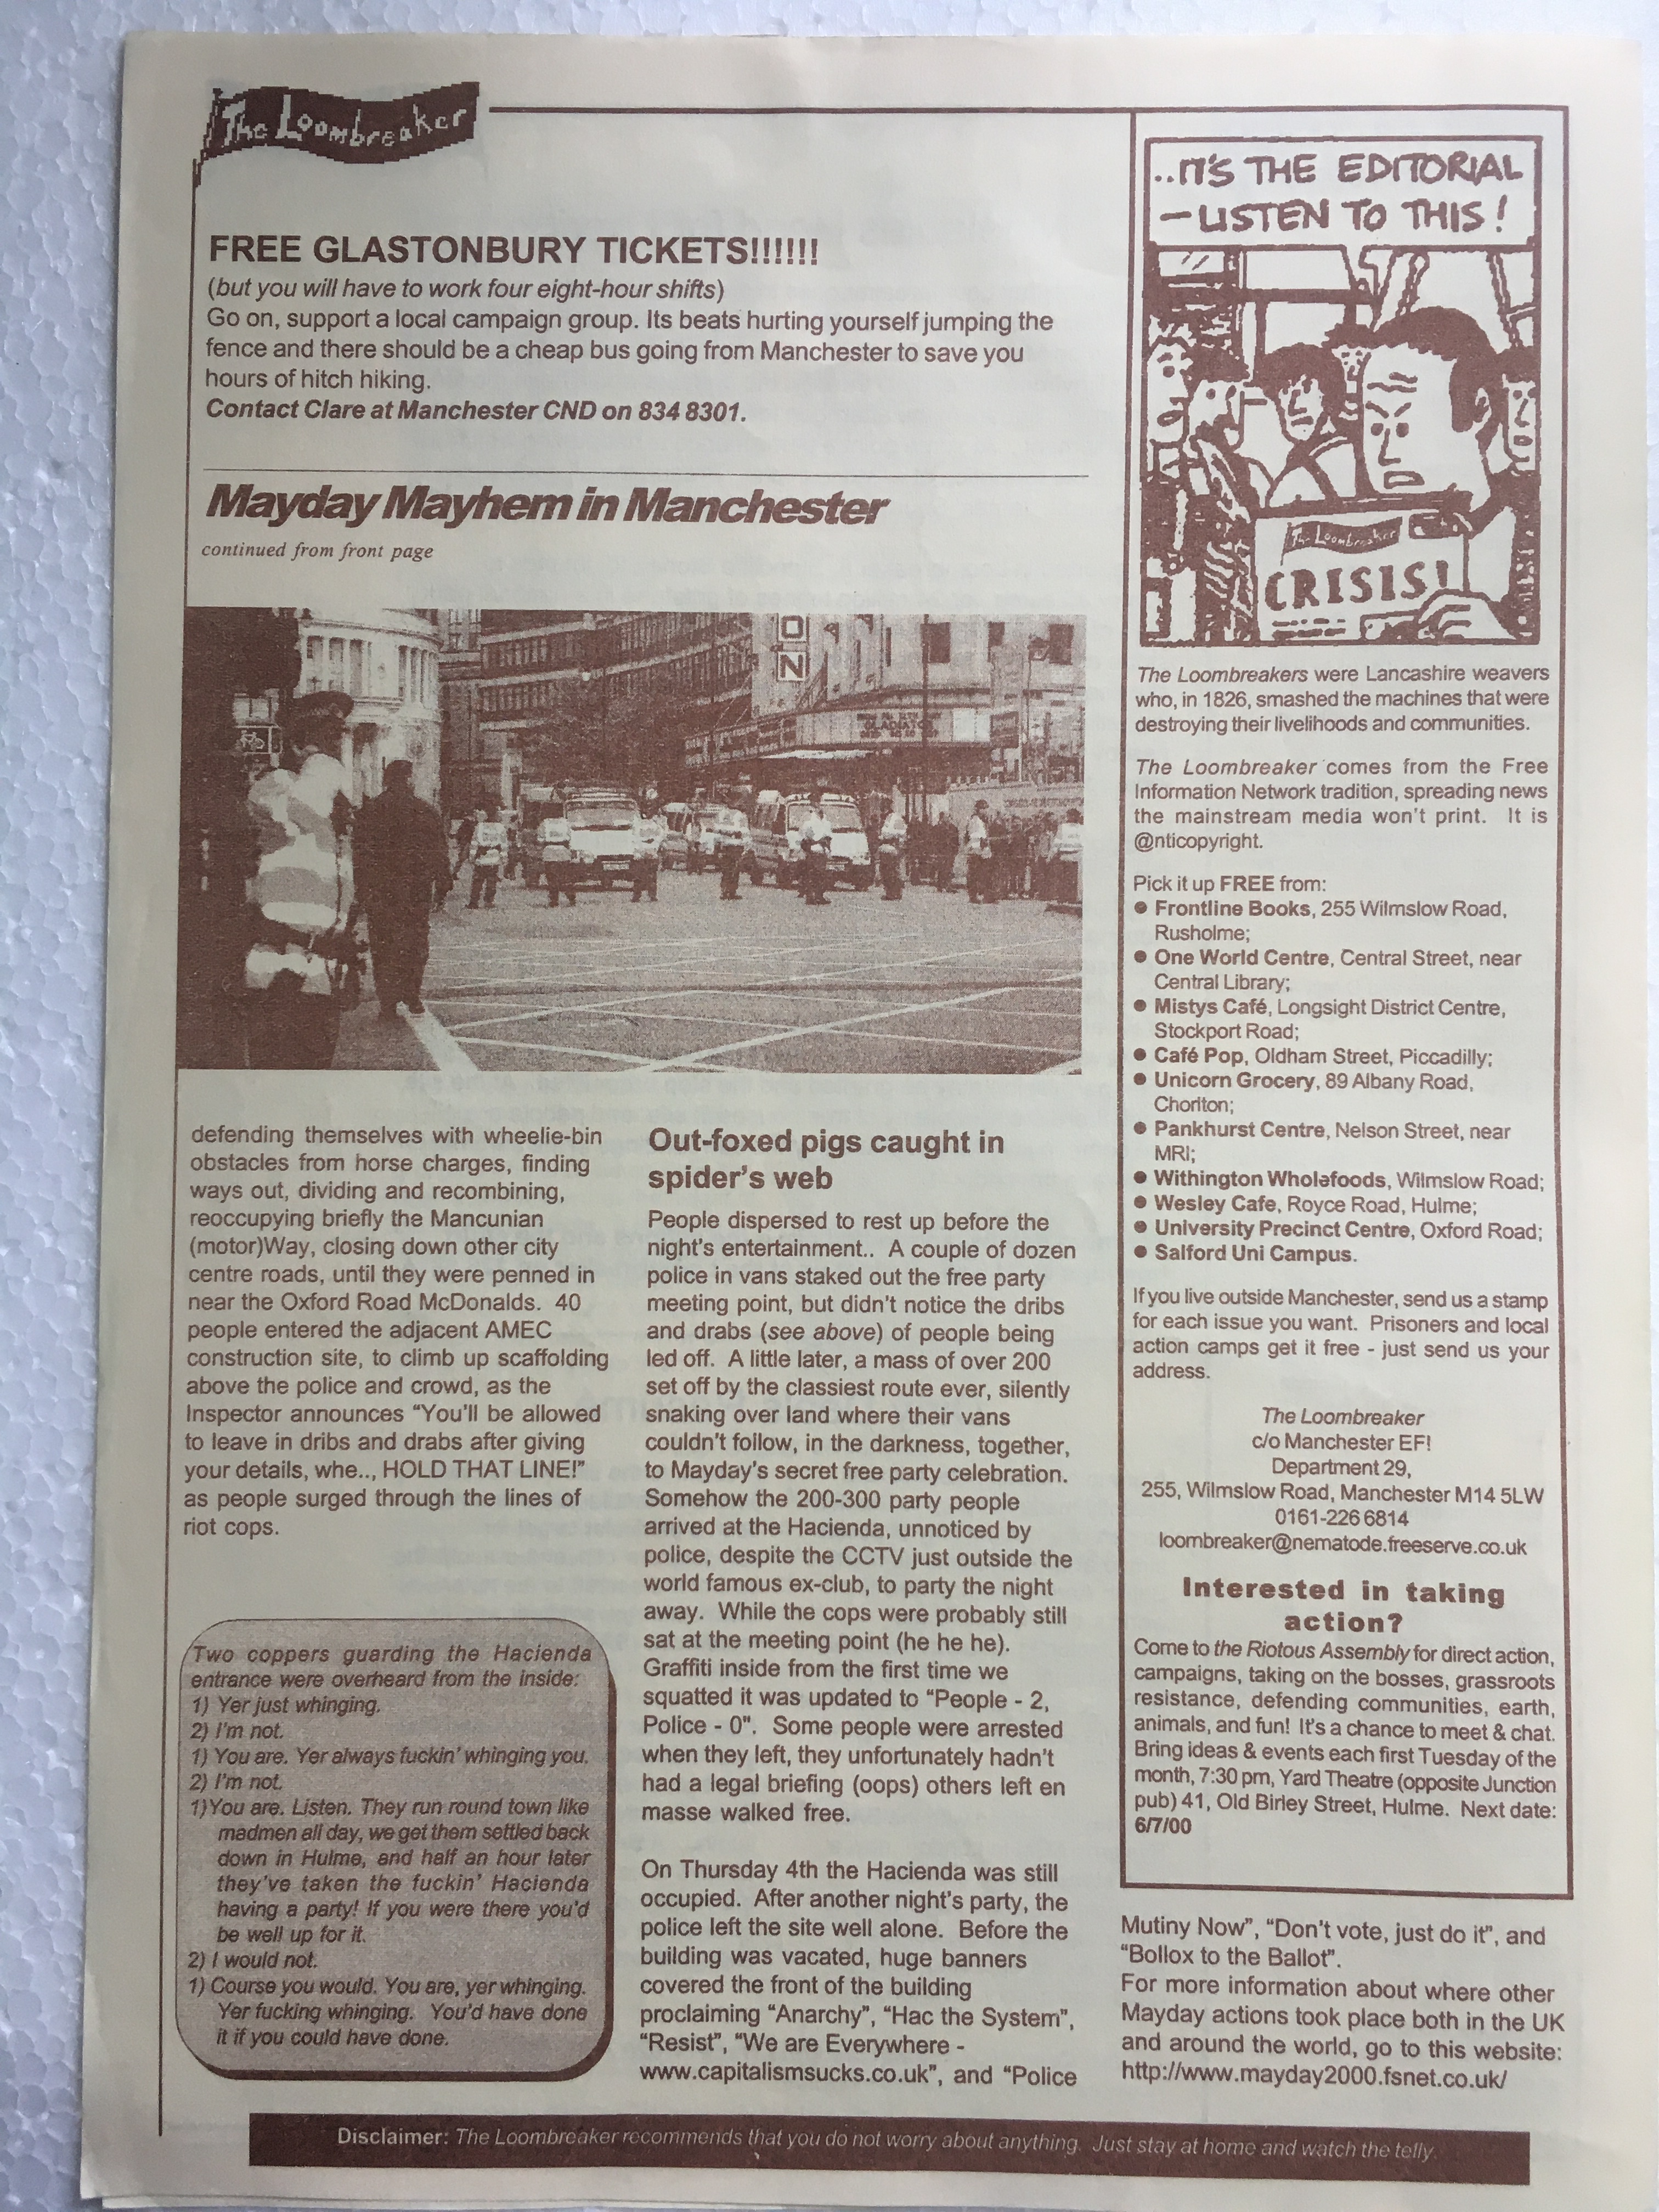 The Loombreaker
FREE GLASTONBURY TICKETS!!!!!!
(but you will have to work four eight-hour shifts)
Go on, support a local campaign group. Its beats hurting yourself jumping the
fence and there should be a cheap bus going from Manchester to save you
hours of hitch hiking.
Contact Clare at Manchester CND on 834 8301.
Mayday Mayhem in Manchester
continued from front page
O
N
GLADIATOR
defending themselves with wheelie-bin
obstacles from horse charges, finding
ways out, dividing and recombining,
reoccupying briefly the Mancunian
(motor)Way, closing down other city
centre roads, until they were penned in
near the Oxford Road McDonalds. 40
people entered the adjacent AMEC
construction site, to climb up scaffolding
above the police and crowd, as the
Inspector announces “You'll be allowed
to leave in dribs and drabs after giving
your details, whe.., HOLD THAT LINE!”
as people surged through the lines of
riot cops.
Two coppers guarding the Hacienda
entrance were overheard from the inside:
1) Yer just whinging.
2) I'm not.
1) You are. Yer always fuckin' whinging you.
2) I'm not.
1)You are. Listen. They run round town like
madmen all day, we get them settled back
down in Hulme, and half an hour later
they've taken the fuckin' Hacienda
having a party! If you were there you'd
be well up for it.
2) I would not.
1) Course you would. You are, yer whinging.
Yer fucking whinging. You'd have done
it if you could have done.
Out-foxed pigs caught in
spider's web
People dispersed to rest up before the
night's entertainment.. A couple of dozen
police in vans staked out the free party
meeting point, but didn't notice the dribs
and drabs (see above) of people being
led off. A little later, a mass of over 200
set off by the classiest route ever, silently
snaking over land where their vans
couldn't follow, in the darkness, together,
to Mayday's secret free party celebration.
Somehow the 200-300 party people
arrived at the Hacienda, unnoticed by
police, despite the CCTV just outside the
world famous ex-club, to party the night
away. While the cops were probably still
sat at the meeting point (he he he).
Graffiti inside from the first time we
squatted it was updated to “People - 2,
Police - 0". Some people were arrested
when they left, they unfortunately hadn't
had a legal briefing (oops) others left en
masse walked free.
On Thursday 4th the Hacienda was still
occupied. After another night's party, the
police left the site well alone. Before the
building was vacated, huge banners
covered the front of the building
proclaiming “Anarchy”, “Hac the System”,
“Resist”, “We are Everywhere -
www.capitalismsucks.co.uk”, and “Police
..IT'S THE EDITORIAL
– LISTEN TO THIS!
The Loombreaker
CRISIS!
The Loombreakers were Lancashire weavers
who, in 1826, smashed the machines that were
destroying their livelihoods and communities.
The Loombreaker comes from the Free
Information Network tradition, spreading news
the mainstream media won't print. It is
@nticopyright.
Pick it up FREE from:
● Frontline Books, 255 Wilmslow Road,
Rusholme;
● One World Centre, Central Street, near
Central Library;
● Mistys Café, Longsight District Centre,
Stockport Road;
● Café Pop, Oldham Street, Piccadilly;
● Unicorn Grocery, 89 Albany Road,
Chorlton;
● Pankhurst Centre, Nelson Street, near
MRI;
● Withington Wholefoods, Wilmslow Road;
● Wesley Cafe, Royce Road, Hulme;
● University Precinct Centre, Oxford Road;
● Salford Uni Campus.
If you live outside Manchester, send us a stamp
for each issue you want. Prisoners and local
action camps get it free - just send us your
address.
The Loombreaker
c/o Manchester EF!
Department 29,
255, Wilmslow Road, Manchester M14 5LW
0161-226 6814
loombreaker@nematode.freeserve.co.uk
Interested in taking
action?
Come to the Riotous Assembly for direct action,
campaigns, taking on the bosses, grassroots
resistance, defending communities, earth,
animals, and fun! It's a chance to meet & chat.
Bring ideas & events each first Tuesday of the
month, 7:30 pm, Yard Theatre (opposite Junction
pub) 41, Old Birley Street, Hulme. Next date:
6/7/00
Mutiny Now”, “Don't vote, just do it”, and
“Bollox to the Ballot”.
For more information about where other
Mayday actions took place both in the UK
and around the world, go to this website:
http://www.mayday2000.fsnet.co.uk/
Disclaimer: The Loombreaker recommends that you do not worry about anything. Just stay at home and watch the telly.